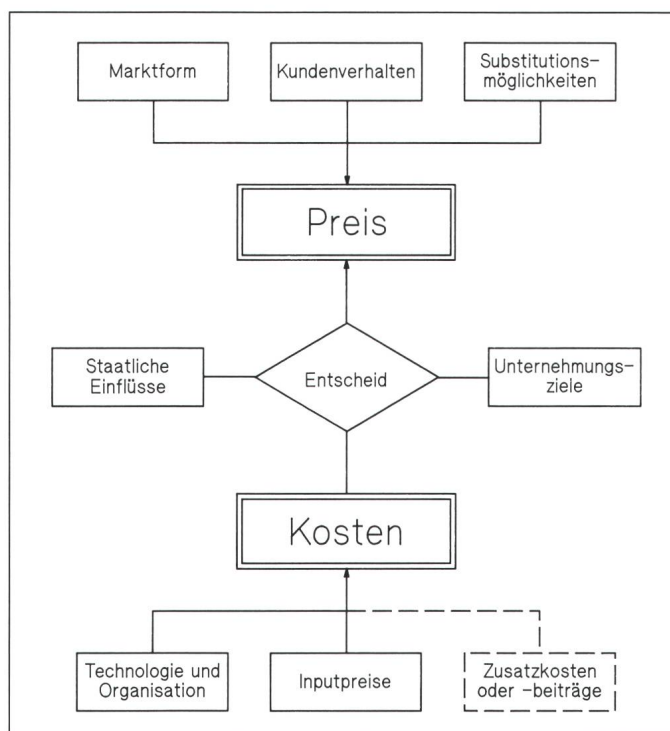 Marktform
Kundenverhalten
Substitutions-
möglichkeiten
Preis
Staatliche
Einflüsse
Entscheid
Unternehmungs-
ziele
Kosten
Technologie und
Organisation
Inputpreise
Zusatzkosten
oder -beiträge